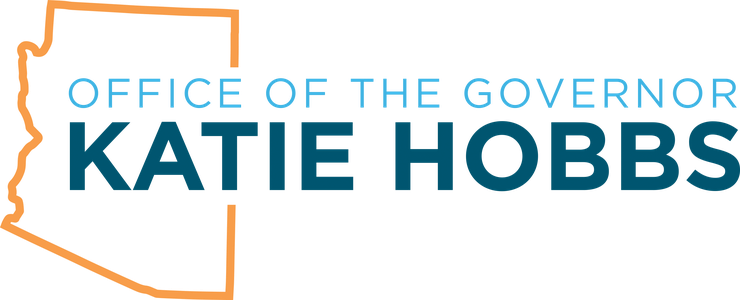 OFFICE OF THE GOVERNOR
KATIE HOBBS